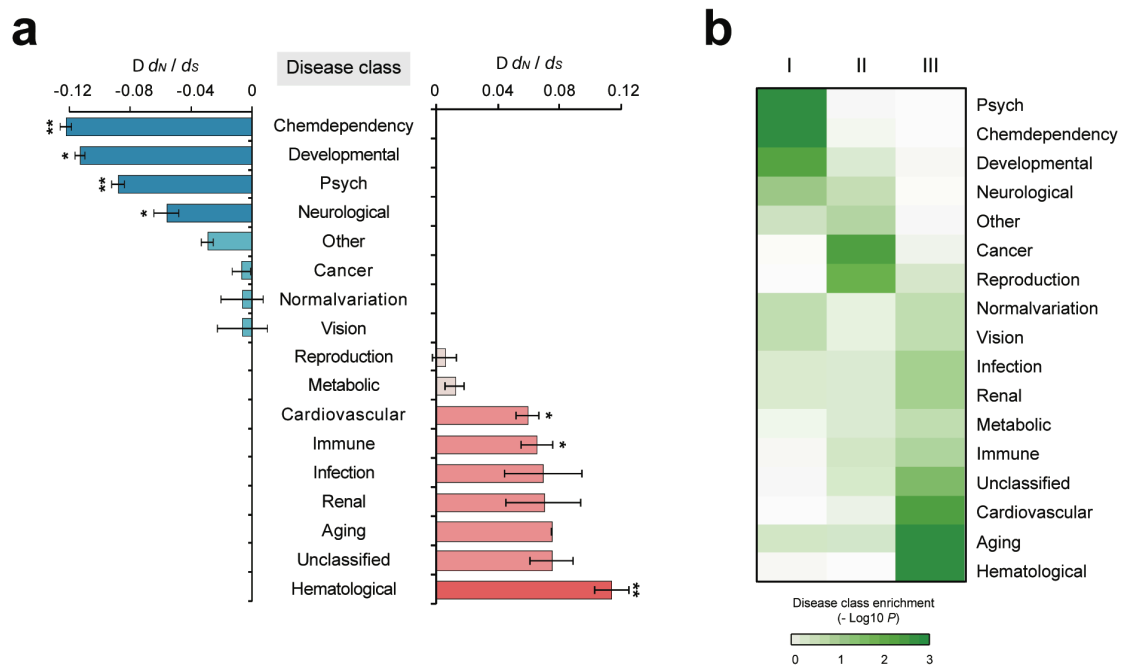 a
D dN / dS
Disease class
D dN / dS
-0.12 -0.08 -0.04 0
0 0.04 0.08 0.12
** Chemdependency
* Developmental
** Psych
* Neurological
Other
Cancer
Normalvariation
Vision
Reproduction
Metabolic
Cardiovascular *
Immune *
Infection
Renal
Aging
Unclassified
Hematological **
b
I II III
Psych
Chemdependency
Developmental
Neurological
Other
Cancer
Reproduction
Normalvariation
Vision
Infection
Renal
Metabolic
Immune
Unclassified
Cardiovascular
Aging
Hematological
Disease class enrichment
(- Log10 P)
0 1 2 3